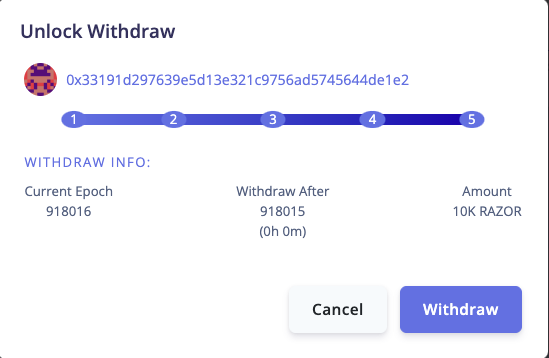 Unlock Withdraw
0x33191d297639e5d13e321c9756ad5745644de1e2
1 2 3 4 5
WITHDRAW INFO:
Current Epoch Withdraw After Amount
918016 918015 10K RAZOR
(0h 0m)
Cancel Withdraw